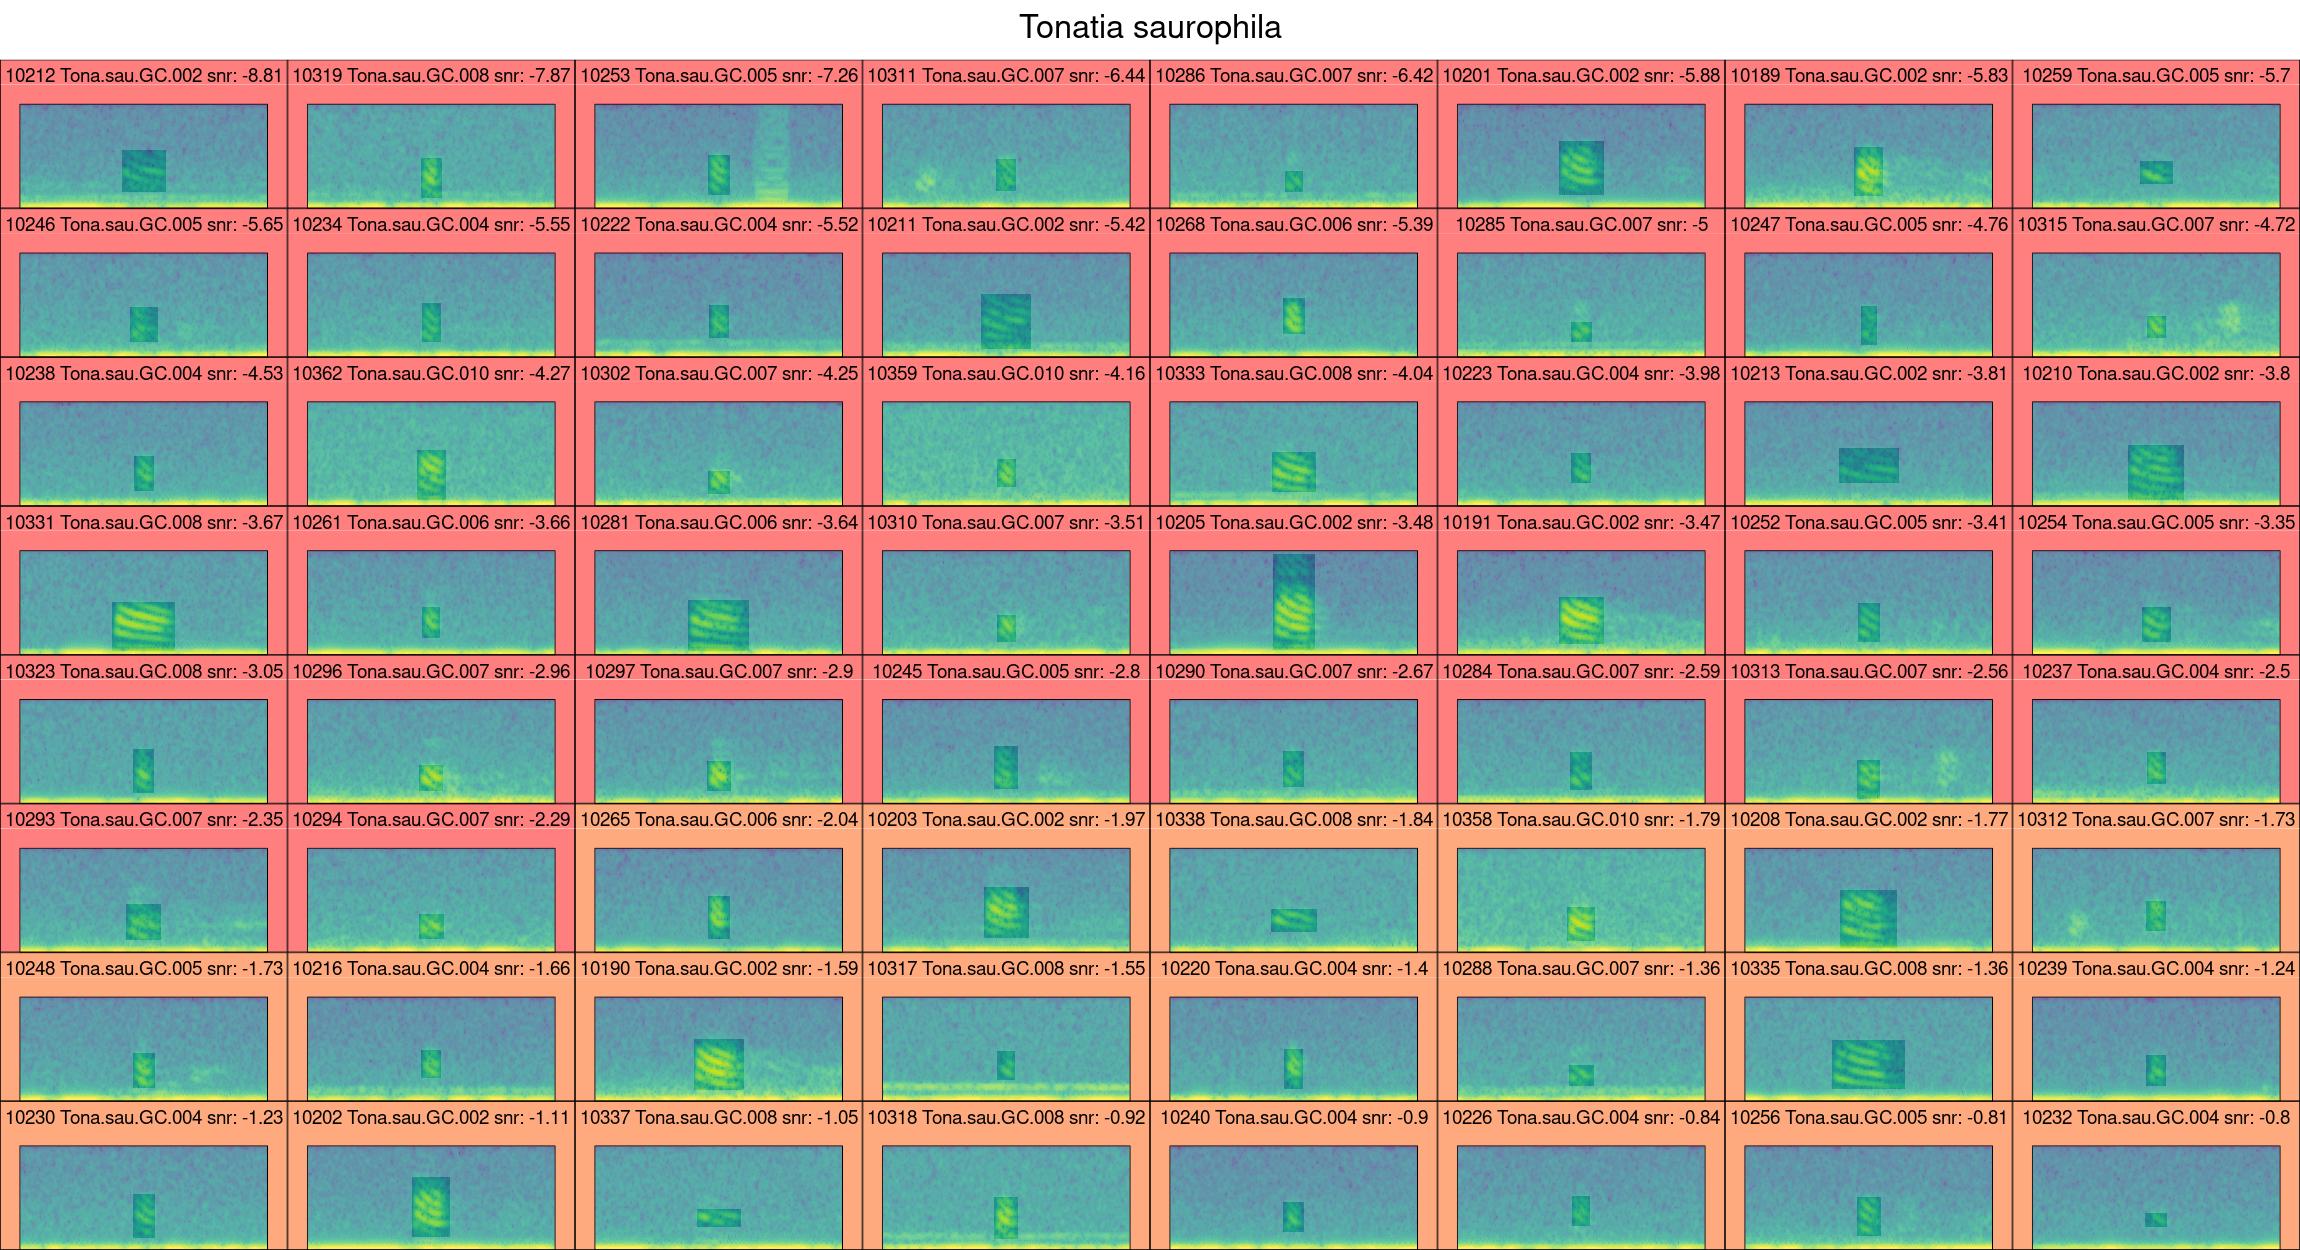 Tonatia saurophila
10212 Tona.sau.GC.002 snr: -8.81 10319 Tona.sau.GC.008 snr: -7.87 10253 Tona.sau.GC.005 snr: -7.26 10311 Tona.sau.GC.007 snr: -6.44 10286 Tona.sau.GC.007 snr: -6.42 10201 Tona.sau.GC.002 snr: -5.88 10189 Tona.sau.GC.002 snr: -5.83 10259 Tona.sau.GC.005 snr: -5.7
10246 Tona.sau.GC.005 snr: -5.65 10234 Tona.sau.GC.004 snr: -5.55 10222 Tona.sau.GC.004 snr: -5.52 10211 Tona.sau.GC.002 snr: -5.42 10268 Tona.sau.GC.006 snr: -5.39 10285 Tona.sau.GC.007 snr: -5 10247 Tona.sau.GC.005 snr: -4.76 10315 Tona.sau.GC.007 snr: -4.72
10238 Tona.sau.GC.004 snr: -4.53 10362 Tona.sau.GC.010 snr: -4.27 10302 Tona.sau.GC.007 snr: -4.25 10359 Tona.sau.GC.010 snr: -4.16 10333 Tona.sau.GC.008 snr: -4.04 10223 Tona.sau.GC.004 snr: -3.98 10213 Tona.sau.GC.002 snr: -3.81 10210 Tona.sau.GC.002 snr: -3.8
10331 Tona.sau.GC.008 snr: -3.67 10261 Tona.sau.GC.006 snr: -3.66 10281 Tona.sau.GC.006 snr: -3.64 10310 Tona.sau.GC.007 snr: -3.51 10205 Tona.sau.GC.002 snr: -3.48 10191 Tona.sau.GC.002 snr: -3.47 10252 Tona.sau.GC.005 snr: -3.41 10254 Tona.sau.GC.005 snr: -3.35
10323 Tona.sau.GC.008 snr: -3.05 10296 Tona.sau.GC.007 snr: -2.96 10297 Tona.sau.GC.007 snr: -2.9 10245 Tona.sau.GC.005 snr: -2.8 10290 Tona.sau.GC.007 snr: -2.67 10284 Tona.sau.GC.007 snr: -2.59 10313 Tona.sau.GC.007 snr: -2.56 10237 Tona.sau.GC.004 snr: -2.5
10293 Tona.sau.GC.007 snr: -2.35 10294 Tona.sau.GC.007 snr: -2.29 10265 Tona.sau.GC.006 snr: -2.04 10203 Tona.sau.GC.002 snr: -1.97 10338 Tona.sau.GC.008 snr: -1.84 10358 Tona.sau.GC.010 snr: -1.79 10208 Tona.sau.GC.002 snr: -1.77 10312 Tona.sau.GC.007 snr: -1.73
10248 Tona.sau.GC.005 snr: -1.73 10216 Tona.sau.GC.004 snr: -1.66 10190 Tona.sau.GC.002 snr: -1.59 10317 Tona.sau.GC.008 snr: -1.55 10220 Tona.sau.GC.004 snr: -1.4 10288 Tona.sau.GC.007 snr: -1.36 10335 Tona.sau.GC.008 snr: -1.36 10239 Tona.sau.GC.004 snr: -1.24
10230 Tona.sau.GC.004 snr: -1.23 10202 Tona.sau.GC.002 snr: -1.11 10337 Tona.sau.GC.008 snr: -1.05 10318 Tona.sau.GC.008 snr: -0.92 10240 Tona.sau.GC.004 snr: -0.9 10226 Tona.sau.GC.004 snr: -0.84 10256 Tona.sau.GC.005 snr: -0.81 10232 Tona.sau.GC.004 snr: -0.8